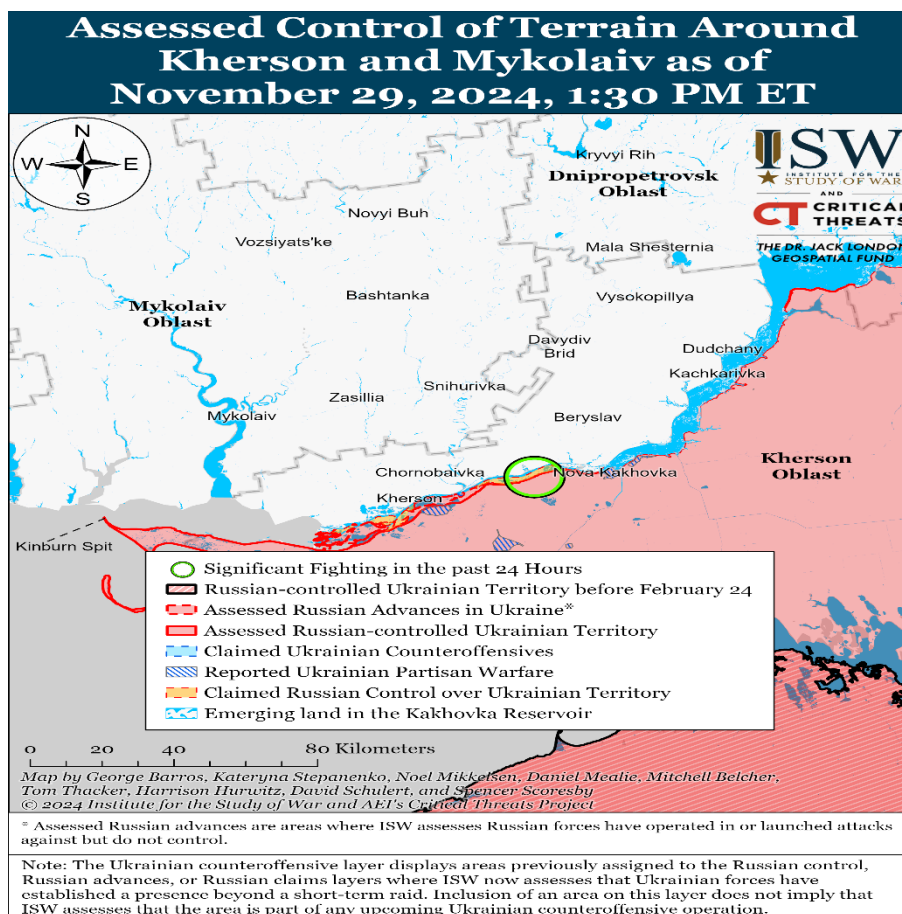 Assessed Control of Terrain Around
Kherson and Mykolaiv as of
November 29, 2024, 1:30 PM ET
N
W E
S
Kryvyi Rih
Dnipropetrovsk
Oblast
ISW
INSTITUTE FOR THE
STUDY OF WAR
AND
CT CRITICAL
THREATS
THE DR. JACK LONDON
GEOSPATIAL FUND
Novyi Buh
Vozsiyats'ke
Mala Shesternia
Bashtanka
Vysokopillya
Mykolaiv
Oblast
Davydiv
Brid
Dudchany
Kachkarivka
Snihurivka
Zasillia
Mykolaiv
Beryslav
Chornobaivka
Nova Kakhovka
Kherson
Oblast
Kherson
Kinburn Spit
Significant Fighting in the past 24 Hours
Russian-controlled Ukrainian Territory before February 24
Assessed Russian Advances in Ukraine*
Assessed Russian-controlled Ukrainian Territory
Claimed Ukrainian Counteroffensives
Reported Ukrainian Partisan Warfare
Claimed Russian Control over Ukrainian Territory
Emerging land in the Kakhovka Reservoir
0 20 40 80 Kilometers
Map by George Barros, Kateryna Stepanenko, Noel Mikkelsen, Daniel Mealie, Mitchell Belcher,
Tom Thacker, Harrison Hurwitz, David Schulert, and Spencer Scoresby
© 2024 Institute for the Study of War and AEI's Critical Threats Project
* Assessed Russian advances are areas where ISW assesses Russian forces have operated in or launched attacks
against but do not control.
Note: The Ukrainian counteroffensive layer displays areas previously assigned to the Russian control,
Russian advances, or Russian claims layers where ISW now assesses that Ukrainian forces have
established a presence beyond a short-term raid. Inclusion of an area on this layer does not imply that
ISW assesses that the area is part of any upcoming Ukrainian counteroffensive operation.